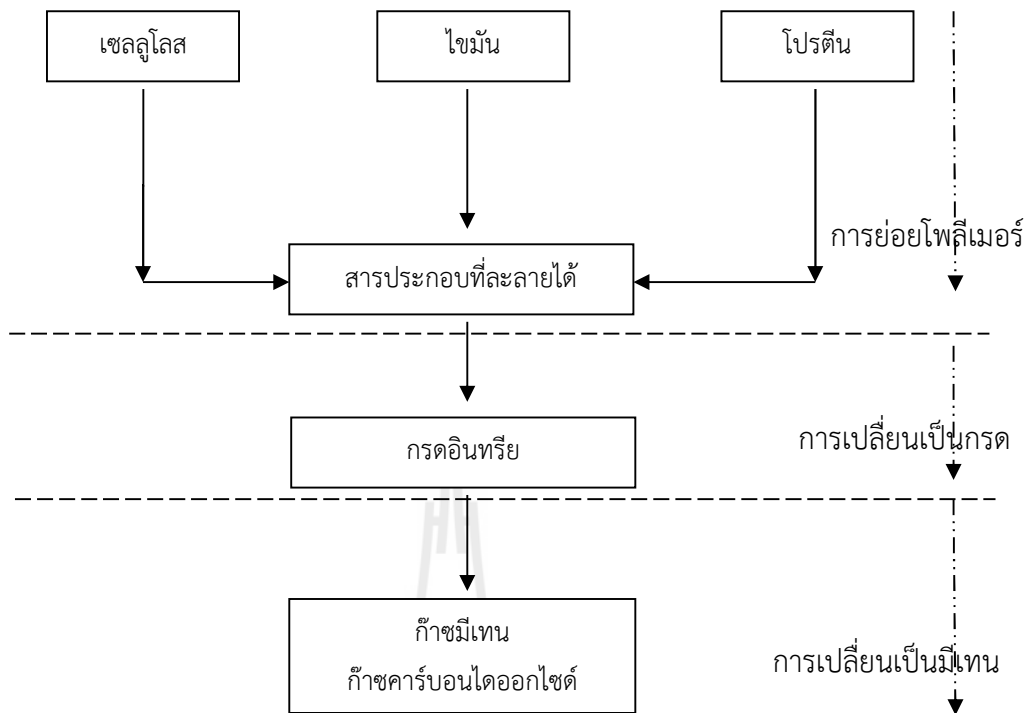 เซลลูโลส
ไขมัน
โปรตีน
การย่อยโพลีเมอร์
สารประกอบที่ละลายได้
การเปลี่ยนเป็นกรด
กรดอินทรีย
ก๊าซมีเทน
ก๊าซคาร์บอนไดออกไซด์
การเปลี่ยนเป็นมีเทน